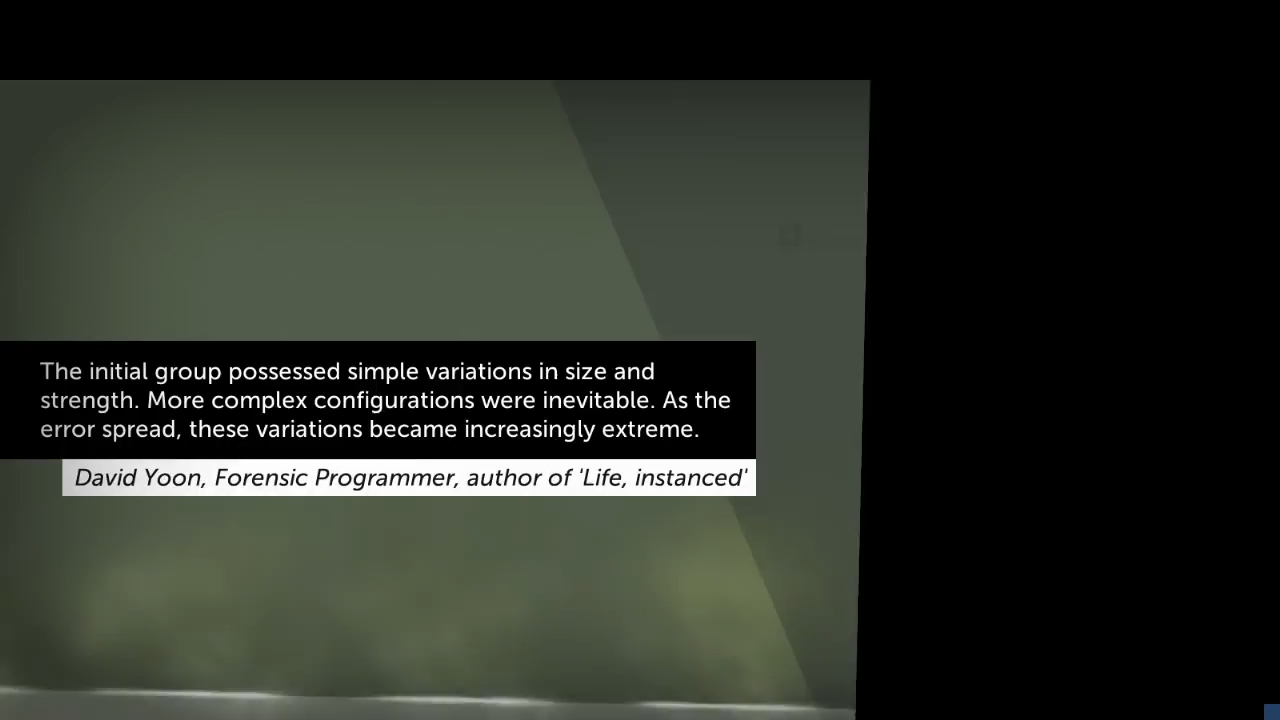 The initial group possessed simple variations in size and
strength. More complex configurations were inevitable. As the
error spread, these variations became increasingly extreme.
David Yoon, Forensic Programmer, author of 'Life, instanced'